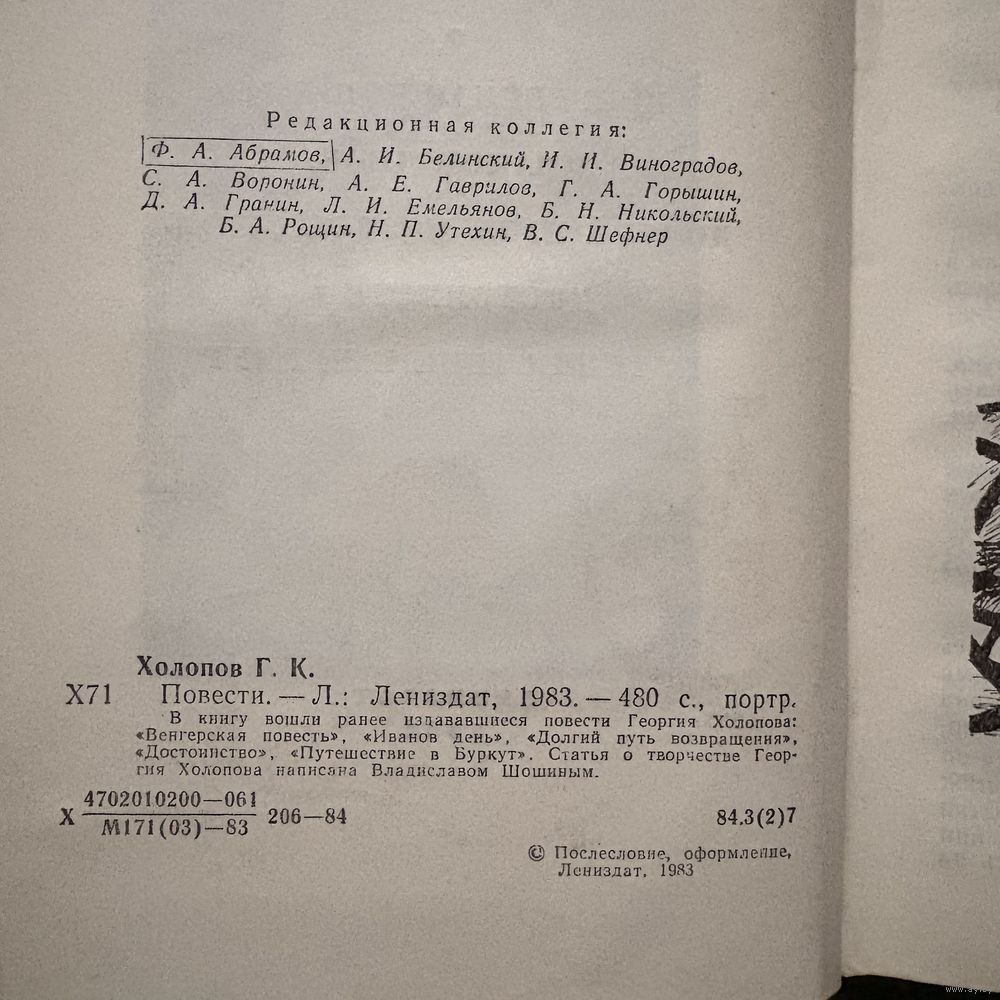 Редакционная коллегия:
Ф. А. Абрамов, А. И. Белинский, И. И. Виноградов,
С. А. Воронин, А. Е. Гаврилов, Г. А. Горышин,
Д. А. Гранин, Л. И. Емельянов, Б. Н. Никольский,
Б. А. Рощин, Н. П. Утехин, В. С. Шефнер
Холопов Г. К.
Х71 Повести. — Л.: Лениздат, 1983. — 480 с., портр.
В книгу вошли ранее издававшиеся повести Георгия Холопова:
«Венгерская повесть», «Иванов день», «Долгий путь возвращения»,
«Достоинство», «Путешествие в Буркут». Статья о творчестве Геор-
гия Холопова написана Владиславом Шошиным.
Х 4702010200—061
М171(03)—83 206—84 84.3(2)7
© Послесловие, оформление,
Лениздат, 1983